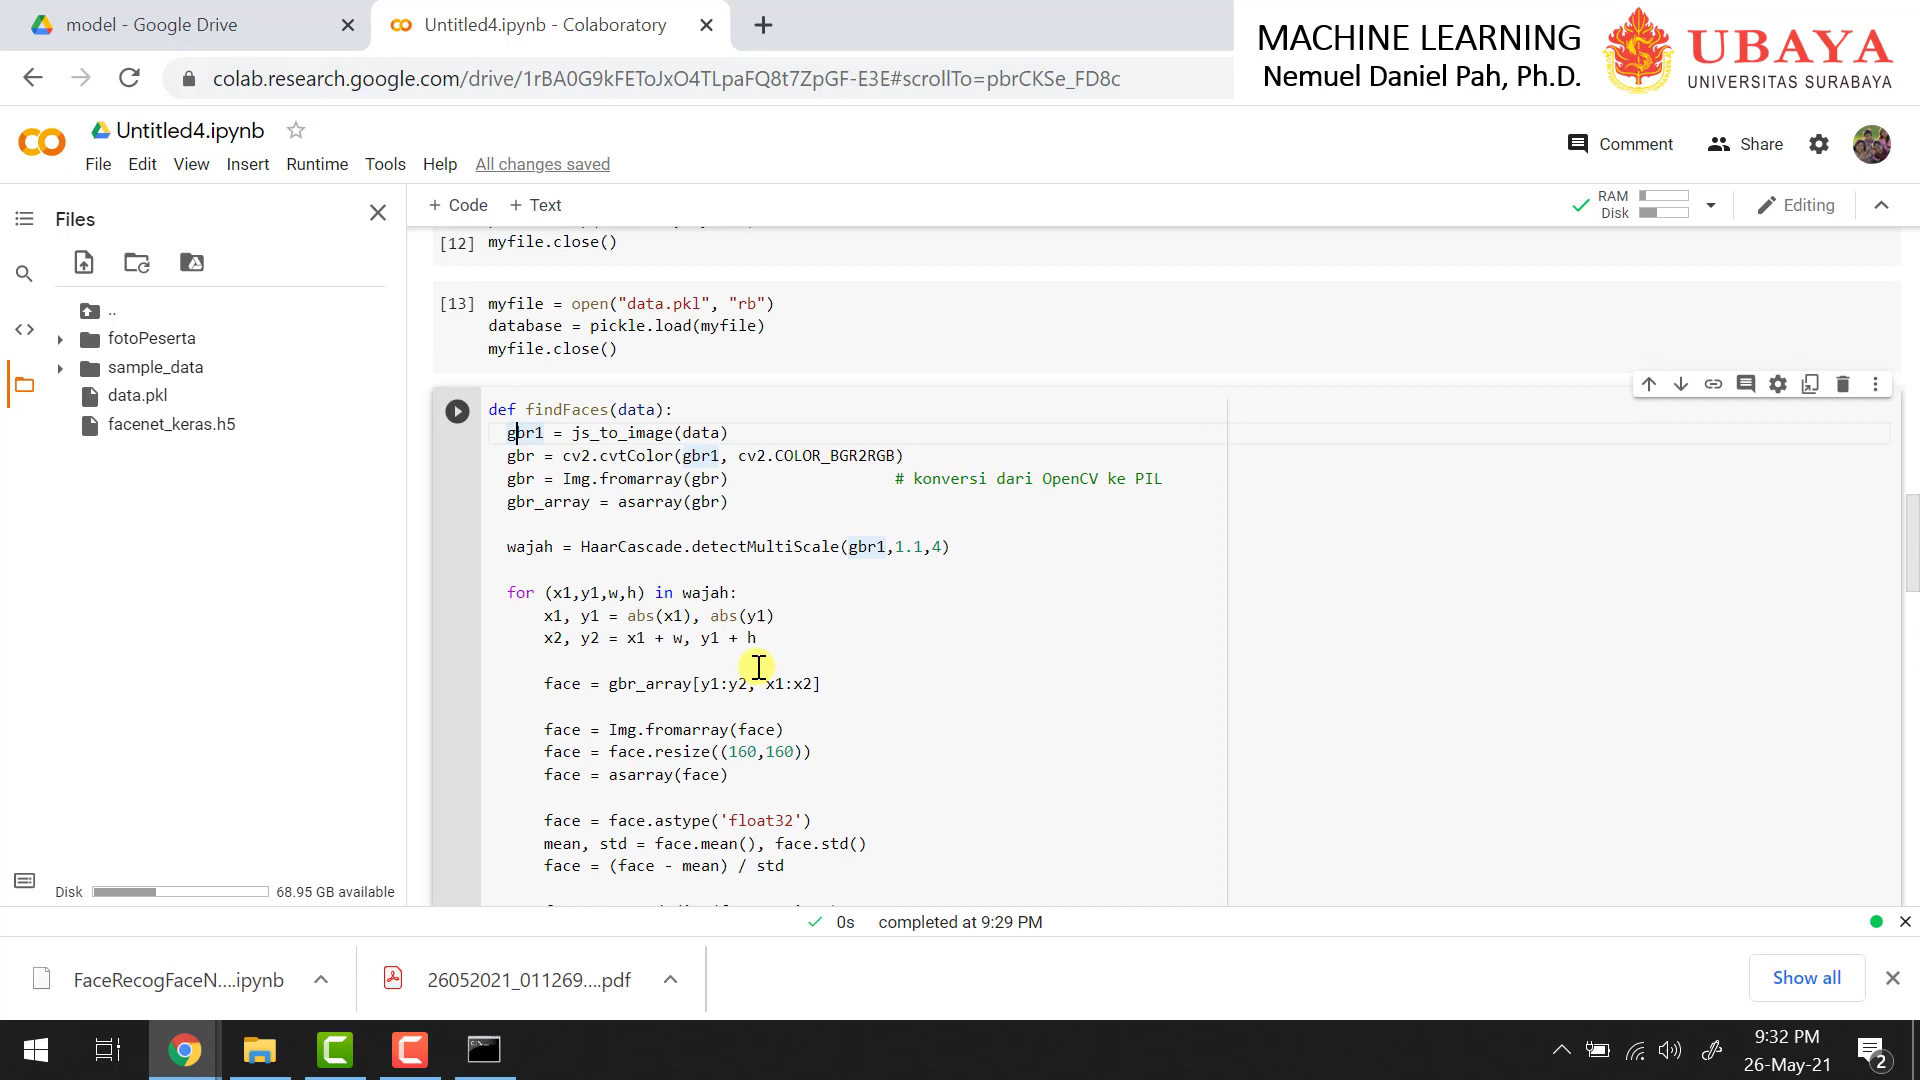 model - Google Drive
Untitled4.ipynb - Colaboratory
MACHINE LEARNING
Nemuel Daniel Pah, Ph.D.
UBAYA
UNIVERSITAS SURABAYA
colab.research.google.com/drive/1rBA0G9kFEToJxO4TLpaFQ8t7ZpGF-E3E#scrollTo=pbrCKSe_FD8c
Untitled4.ipynb
File Edit View Insert Runtime Tools Help All changes saved
Comment
Share
Files
+ Code + Text
RAM
Disk
Editing
..
fotoPeserta
sample_data
data.pkl
facenet_keras.h5
Disk 68.95 GB available
[12] myfile.close()
[13] myfile = open("data.pkl", "rb")
database = pickle.load(myfile)
myfile.close()
def findFaces(data):
gbr1 = js_to_image(data)
gbr = cv2.cvtColor(gbr1, cv2.COLOR_BGR2RGB)
gbr = Img.fromarray(gbr) # konversi dari OpenCV ke PIL
gbr_array = asarray(gbr)
wajah = HaarCascade.detectMultiScale(gbr1,1.1,4)
for (x1,y1,w,h) in wajah:
x1, y1 = abs(x1), abs(y1)
x2, y2 = x1 + w, y1 + h
face = gbr_array[y1:y2, x1:x2]
face = Img.fromarray(face)
face = face.resize((160,160))
face = asarray(face)
face = face.astype('float32')
mean, std = face.mean(), face.std()
face = (face - mean) / std
0s completed at 9:29 PM
FaceRecogFaceN....ipynb
26052021_011269....pdf
Show all
9:32 PM
26-May-21
2